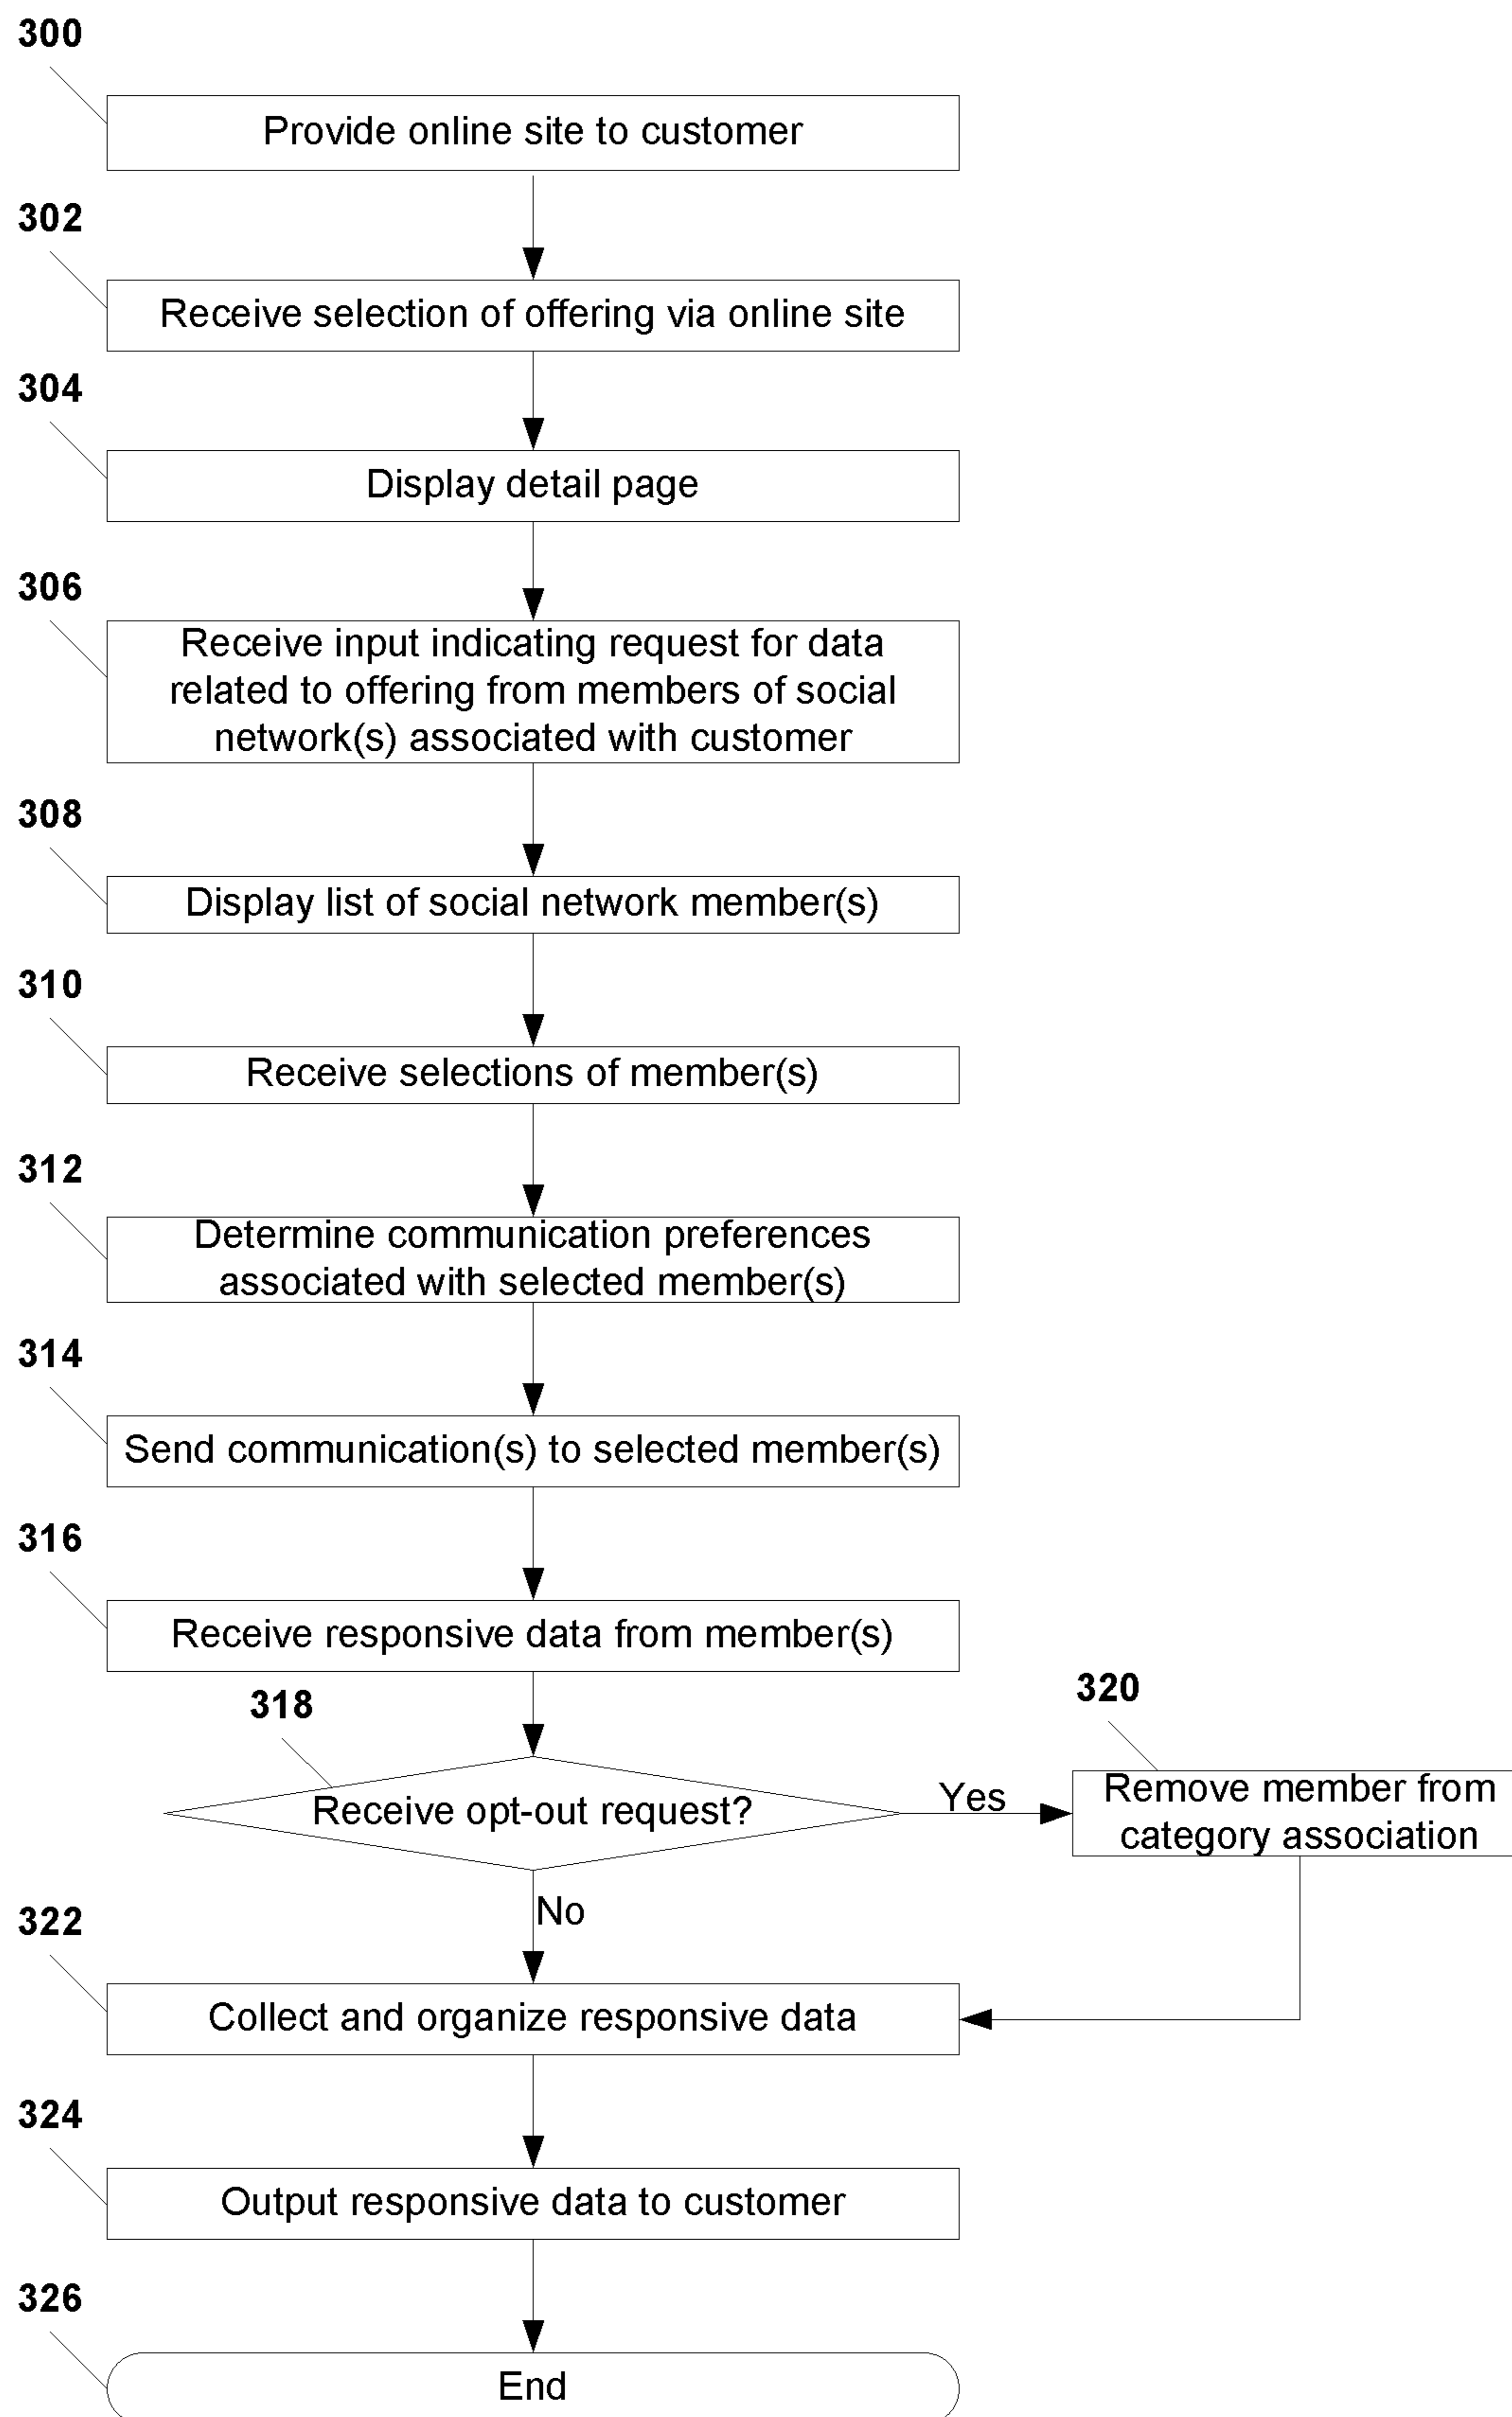 300
Provide online site to customer
302
Receive selection of offering via online site
304
Display detail page
306
Receive input indicating request for data
related to offering from members of social
network(s) associated with customer
308
Display list of social network member(s)
310
Receive selections of member(s)
312
Determine communication preferences
associated with selected member(s)
314
Send communication(s) to selected member(s)
316
Receive responsive data from member(s)
318
Receive opt-out request?
Yes
320
Remove member from
category association
No
322
Collect and organize responsive data
324
Output responsive data to customer
326
End